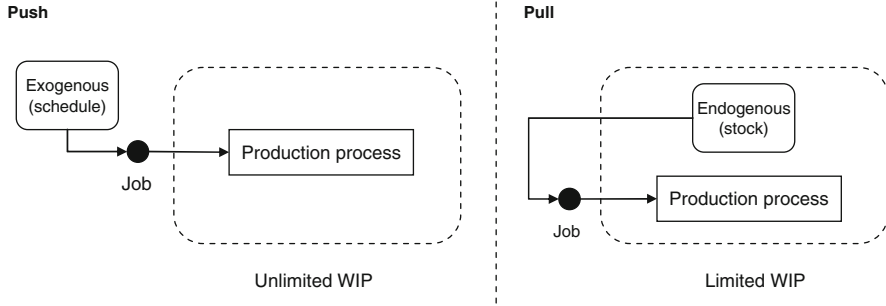 Push
Exogenous
(schedule)
Job
Production process
Unlimited WIP
Pull
Endogenous
(stock)
Job
Production process
Limited WIP